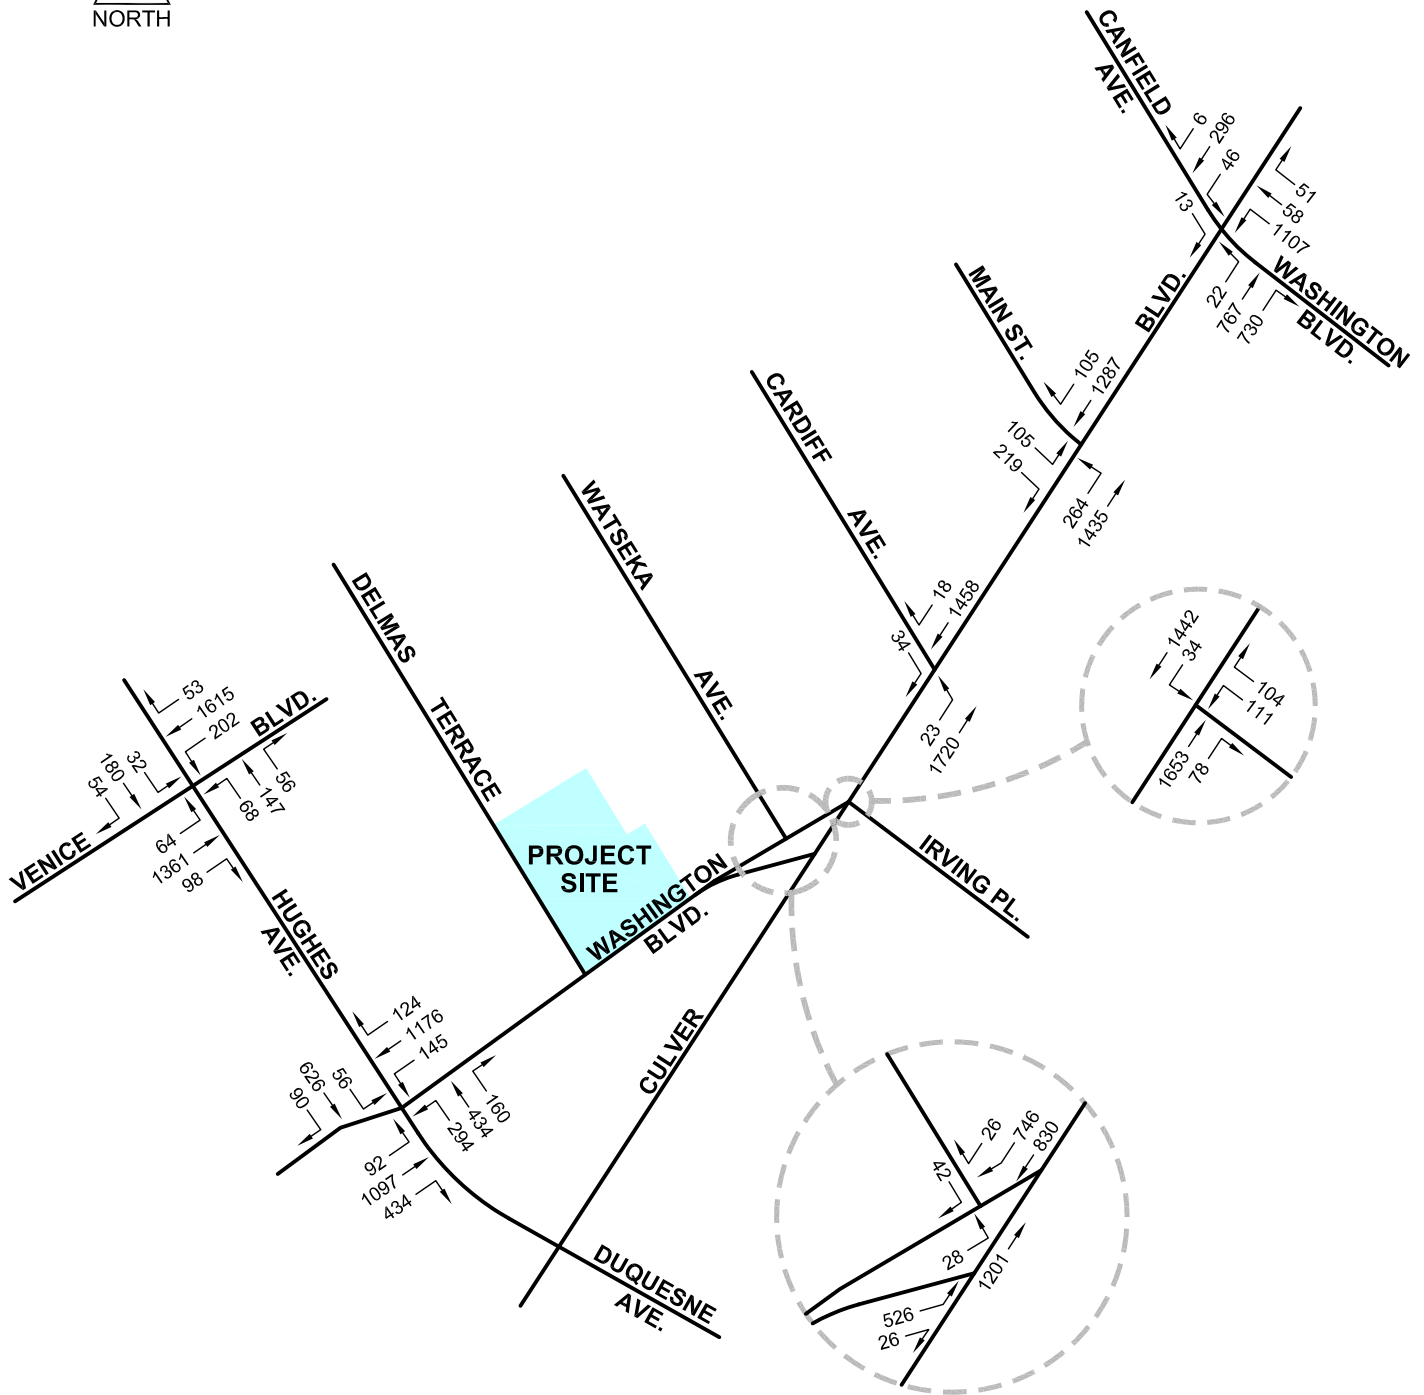 NORTH
CANFIELD
AVE.
6
296
46
13
51
58
1107
22
767
730
WASHINGTON
BLVD.
BLVD.
MAIN ST.
105
1287
105
219
264
1435
CARDIFF
AVE.
18
1458
34
23
1720
1442
34
104
111
1653
78
WATSEKA
AVE.
DELMAS
TERRACE
53
1615
202
BLVD.
32
180
54
56
147
68
64
1361
98
VENICE
HUGHES
AVE.
PROJECT
SITE
WASHINGTON
BLVD.
IRVING PL.
CULVER
124
1176
145
56
626
90
160
434
294
92
1097
434
DUQUESNE
AVE.
26
746
830
42
28
1201
526
26